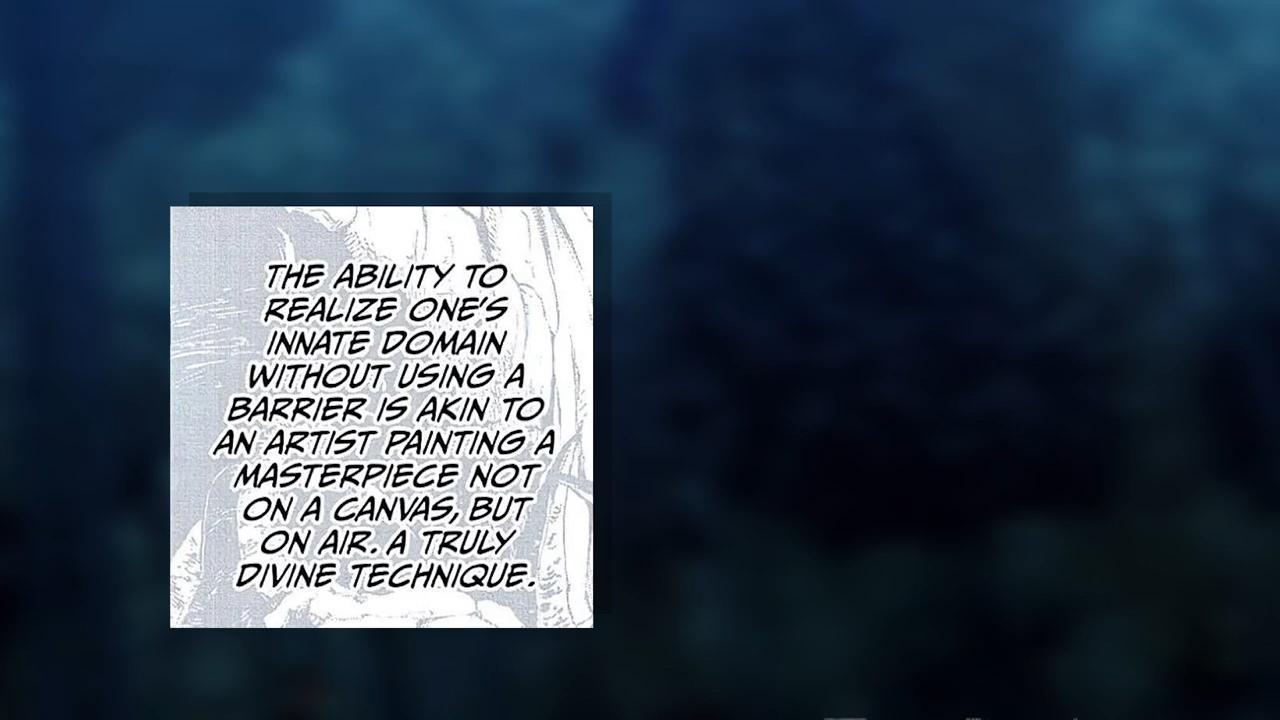 THE ABILITY TO
REALIZE ONE'S
INNATE DOMAIN
WITHOUT USING A
BARRIER IS AKIN TO
AN ARTIST PAINTING A
MASTERPIECE NOT
ON A CANVAS, BUT
ON AIR. A TRULY
DIVINE TECHNIQUE.